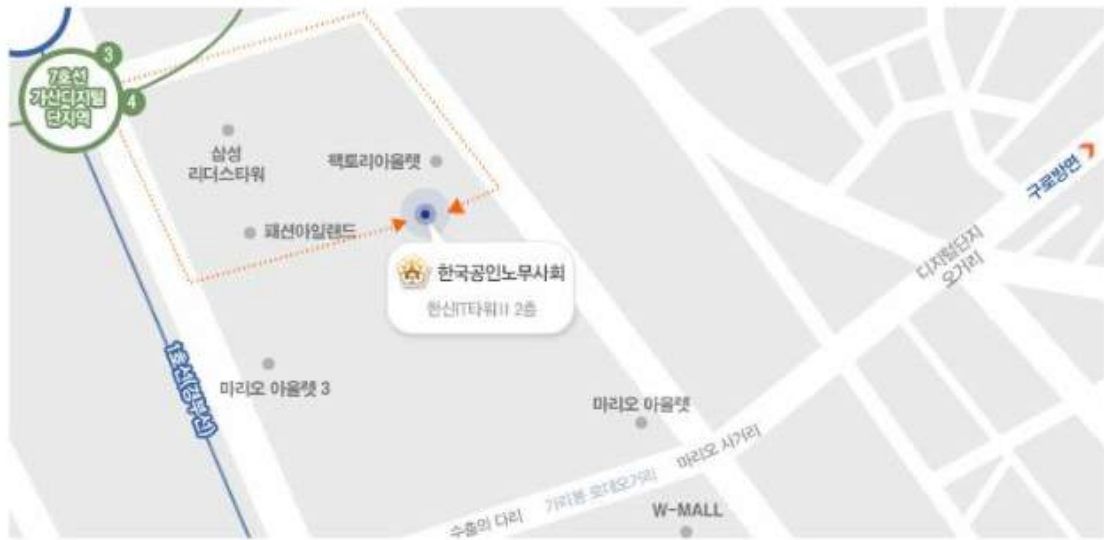 3
7호선
가산디지털
단지역
4
삼성
리더스타워
팩토리아울렛
패션아일랜드
한국공인노무사회
한신IT타워II 2층
1호선(경부선)
마리오 아울렛 3
마리오 아울렛
마리오 사거리
가리봉 로데오거리
수출의 다리
W-MALL
디지털단지
오거리
구로방면